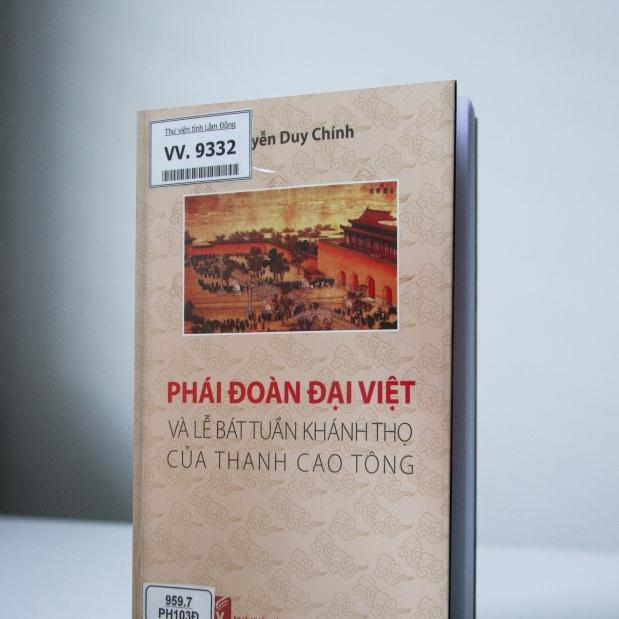 Thư viện tỉnh Lâm Đồng
VV. 9332
yễn Duy Chính
PHÁI ĐOÀN ĐẠI VIỆT
VÀ LỄ BÁT TUẦN KHÁNH THỌ
CỦA THANH CAO TÔNG
959.7
PH103Đ